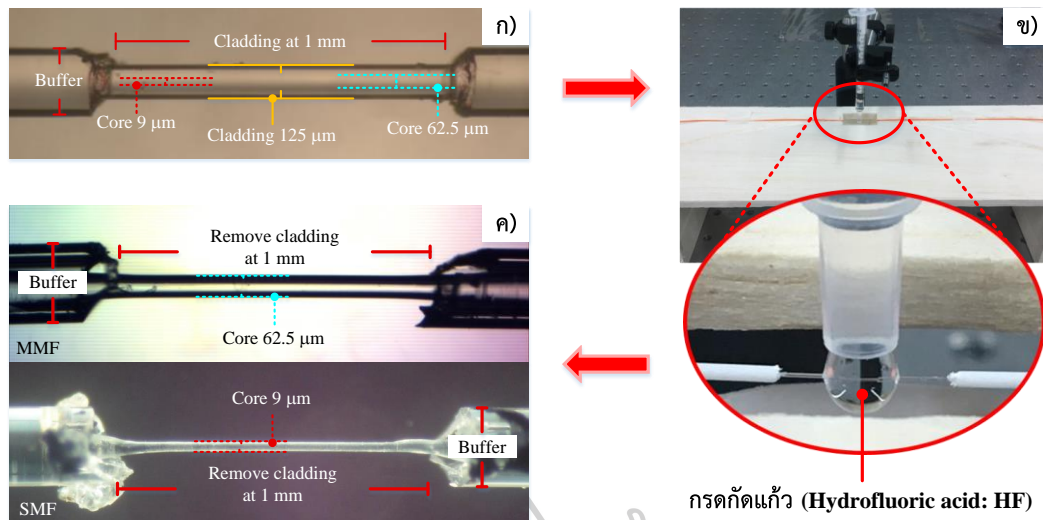 ก)
Cladding at 1 mm
Buffer
Core 9 μm
Cladding 125 μm
Core 62.5 μm
ข)
ค)
Remove cladding
at 1 mm
Buffer
Core 62.5 μm
MMF
Core 9 μm
Buffer
Remove cladding
at 1 mm
SMF
กรดกัดแก้ว (Hydrofluoric acid: HF)